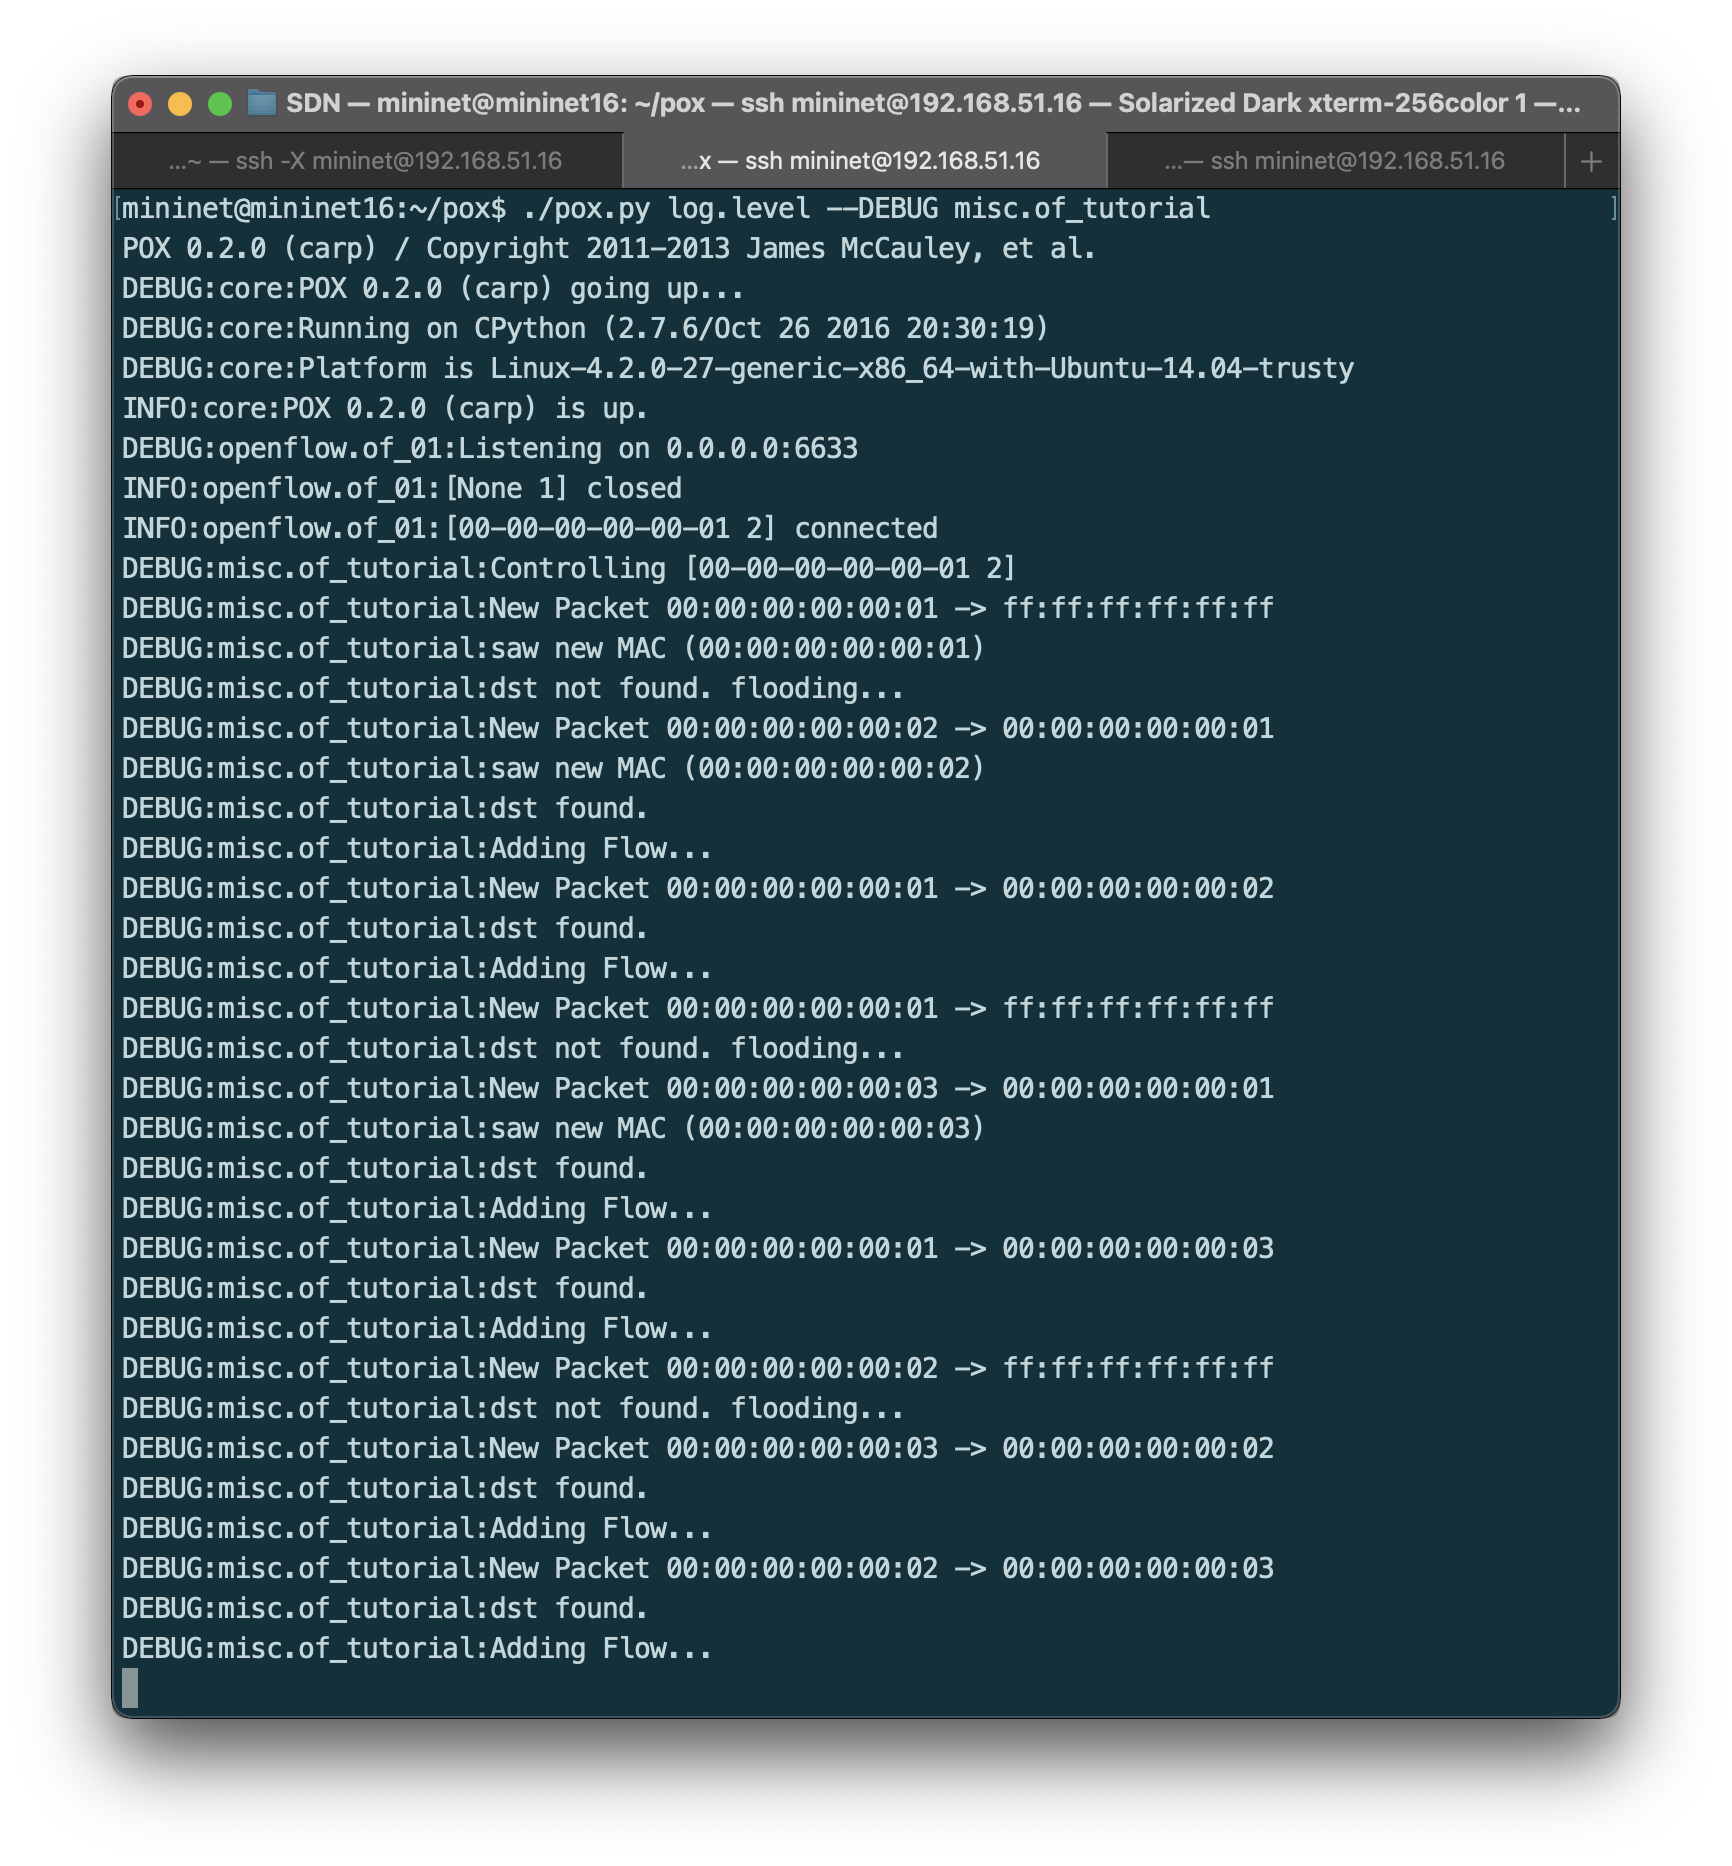 SDN — mininet@mininet16: ~/pox — ssh mininet@192.168.51.16 — Solarized Dark xterm-256color 1 —...
...~ — ssh -X mininet@192.168.51.16
...x — ssh mininet@192.168.51.16
...— ssh mininet@192.168.51.16
+
[mininet@mininet16:~/pox$ ./pox.py log.level --DEBUG misc.of_tutorial ]
POX 0.2.0 (carp) / Copyright 2011-2013 James McCauley, et al.
DEBUG:core:POX 0.2.0 (carp) going up...
DEBUG:core:Running on CPython (2.7.6/Oct 26 2016 20:30:19)
DEBUG:core:Platform is Linux-4.2.0-27-generic-x86_64-with-Ubuntu-14.04-trusty
INFO:core:POX 0.2.0 (carp) is up.
DEBUG:openflow.of_01:Listening on 0.0.0.0:6633
INFO:openflow.of_01:[None 1] closed
INFO:openflow.of_01:[00-00-00-00-00-01 2] connected
DEBUG:misc.of_tutorial:Controlling [00-00-00-00-00-01 2]
DEBUG:misc.of_tutorial:New Packet 00:00:00:00:00:01 -> ff:ff:ff:ff:ff:ff
DEBUG:misc.of_tutorial:saw new MAC (00:00:00:00:00:01)
DEBUG:misc.of_tutorial:dst not found. flooding...
DEBUG:misc.of_tutorial:New Packet 00:00:00:00:00:02 -> 00:00:00:00:00:01
DEBUG:misc.of_tutorial:saw new MAC (00:00:00:00:00:02)
DEBUG:misc.of_tutorial:dst found.
DEBUG:misc.of_tutorial:Adding Flow...
DEBUG:misc.of_tutorial:New Packet 00:00:00:00:00:01 -> 00:00:00:00:00:02
DEBUG:misc.of_tutorial:dst found.
DEBUG:misc.of_tutorial:Adding Flow...
DEBUG:misc.of_tutorial:New Packet 00:00:00:00:00:01 -> ff:ff:ff:ff:ff:ff
DEBUG:misc.of_tutorial:dst not found. flooding...
DEBUG:misc.of_tutorial:New Packet 00:00:00:00:00:03 -> 00:00:00:00:00:01
DEBUG:misc.of_tutorial:saw new MAC (00:00:00:00:00:03)
DEBUG:misc.of_tutorial:dst found.
DEBUG:misc.of_tutorial:Adding Flow...
DEBUG:misc.of_tutorial:New Packet 00:00:00:00:00:01 -> 00:00:00:00:00:03
DEBUG:misc.of_tutorial:dst found.
DEBUG:misc.of_tutorial:Adding Flow...
DEBUG:misc.of_tutorial:New Packet 00:00:00:00:00:02 -> ff:ff:ff:ff:ff:ff
DEBUG:misc.of_tutorial:dst not found. flooding...
DEBUG:misc.of_tutorial:New Packet 00:00:00:00:00:03 -> 00:00:00:00:00:02
DEBUG:misc.of_tutorial:dst found.
DEBUG:misc.of_tutorial:Adding Flow...
DEBUG:misc.of_tutorial:New Packet 00:00:00:00:00:02 -> 00:00:00:00:00:03
DEBUG:misc.of_tutorial:dst found.
DEBUG:misc.of_tutorial:Adding Flow...